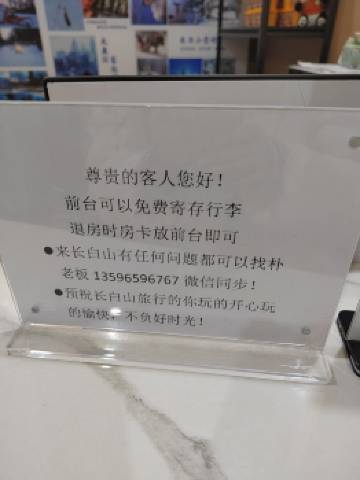 尊贵的客人您好！
前台可以免费寄存行李
退房时房卡放前台即可
●来长白山有任何问题都可以找朴
老板 13596596767 微信同步！
●预祝长白山旅行的你玩的开心玩
的愉快，不负好时光！